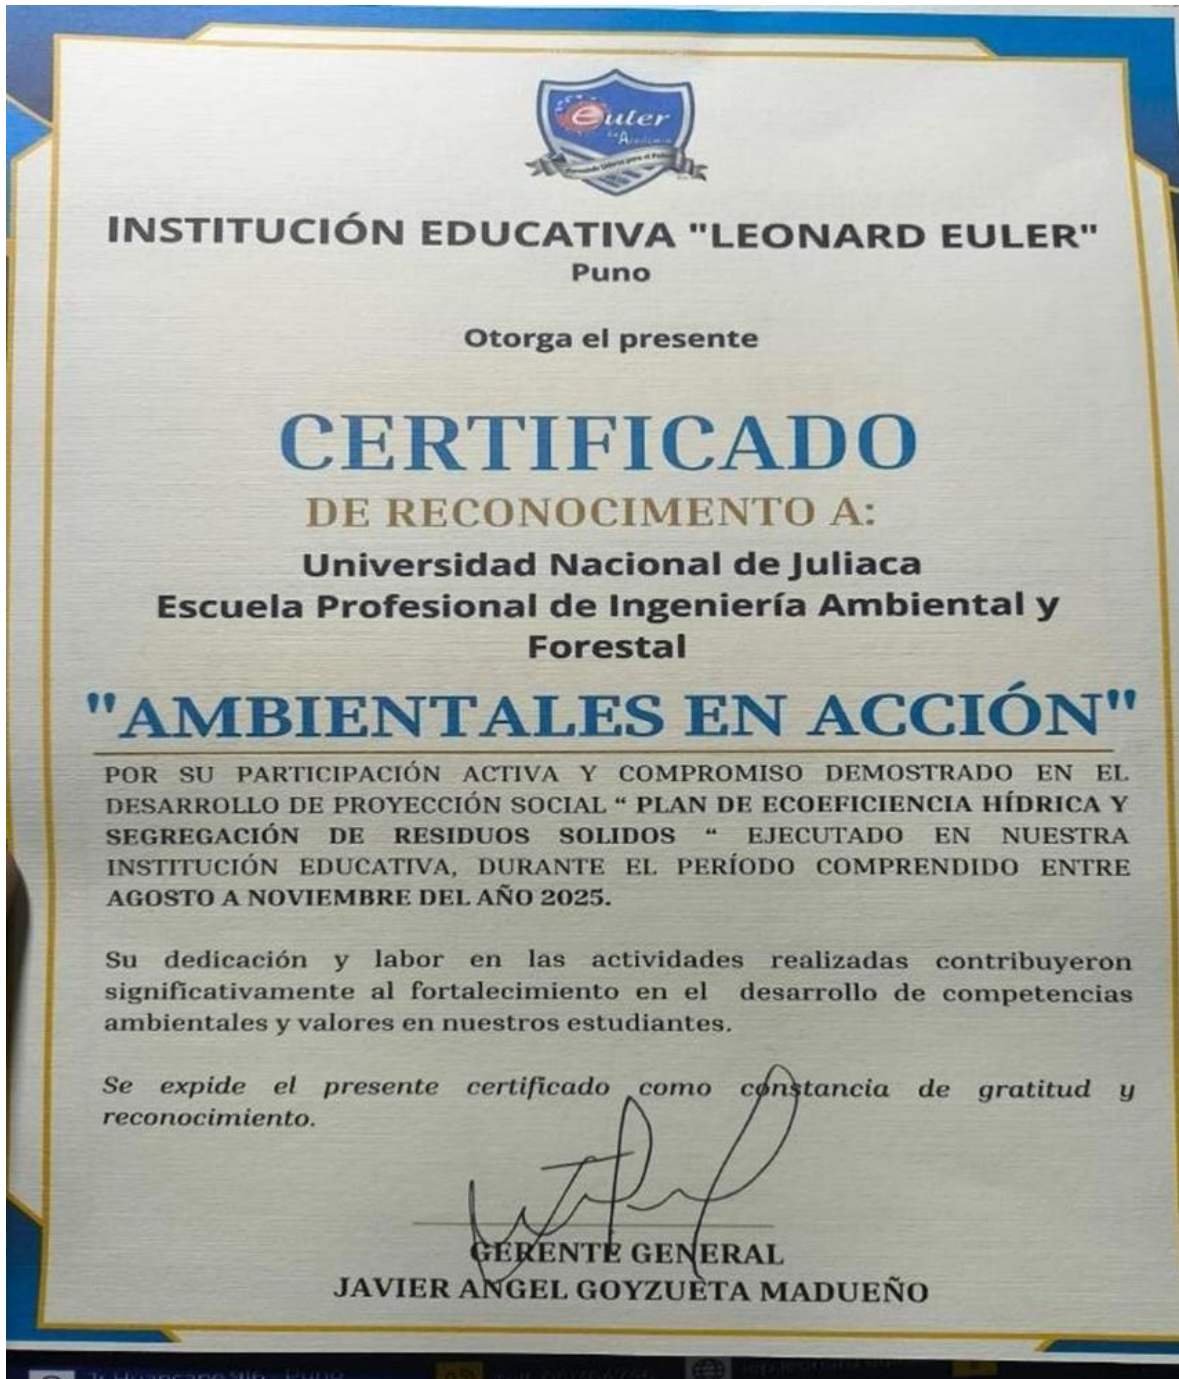 Euler
INSTITUCIÓN EDUCATIVA "LEONARD EULER"
Puno
Otorga el presente
CERTIFICADO
DE RECONOCIMENTO A:
Universidad Nacional de Juliaca
Escuela Profesional de Ingeniería Ambiental y
Forestal
"AMBIENTALES EN ACCIÓN"
POR SU PARTICIPACIÓN ACTIVA Y COMPROMISO DEMOSTRADO EN EL
DESARROLLO DE PROYECCIÓN SOCIAL “ PLAN DE ECOEFICIENCIA HÍDRICA Y
SEGREGACIÓN DE RESIDUOS SOLIDOS “ EJECUTADO EN NUESTRA
INSTITUCIÓN EDUCATIVA, DURANTE EL PERÍODO COMPRENDIDO ENTRE
AGOSTO A NOVIEMBRE DEL AÑO 2025.
Su dedicación y labor en las actividades realizadas contribuyeron
significativamente al fortalecimiento en el desarrollo de competencias
ambientales y valores en nuestros estudiantes.
Se expide el presente certificado como constancia de gratitud y
reconocimiento.
GERENTE GENERAL
JAVIER ANGEL GOYZUETA MADUEÑO